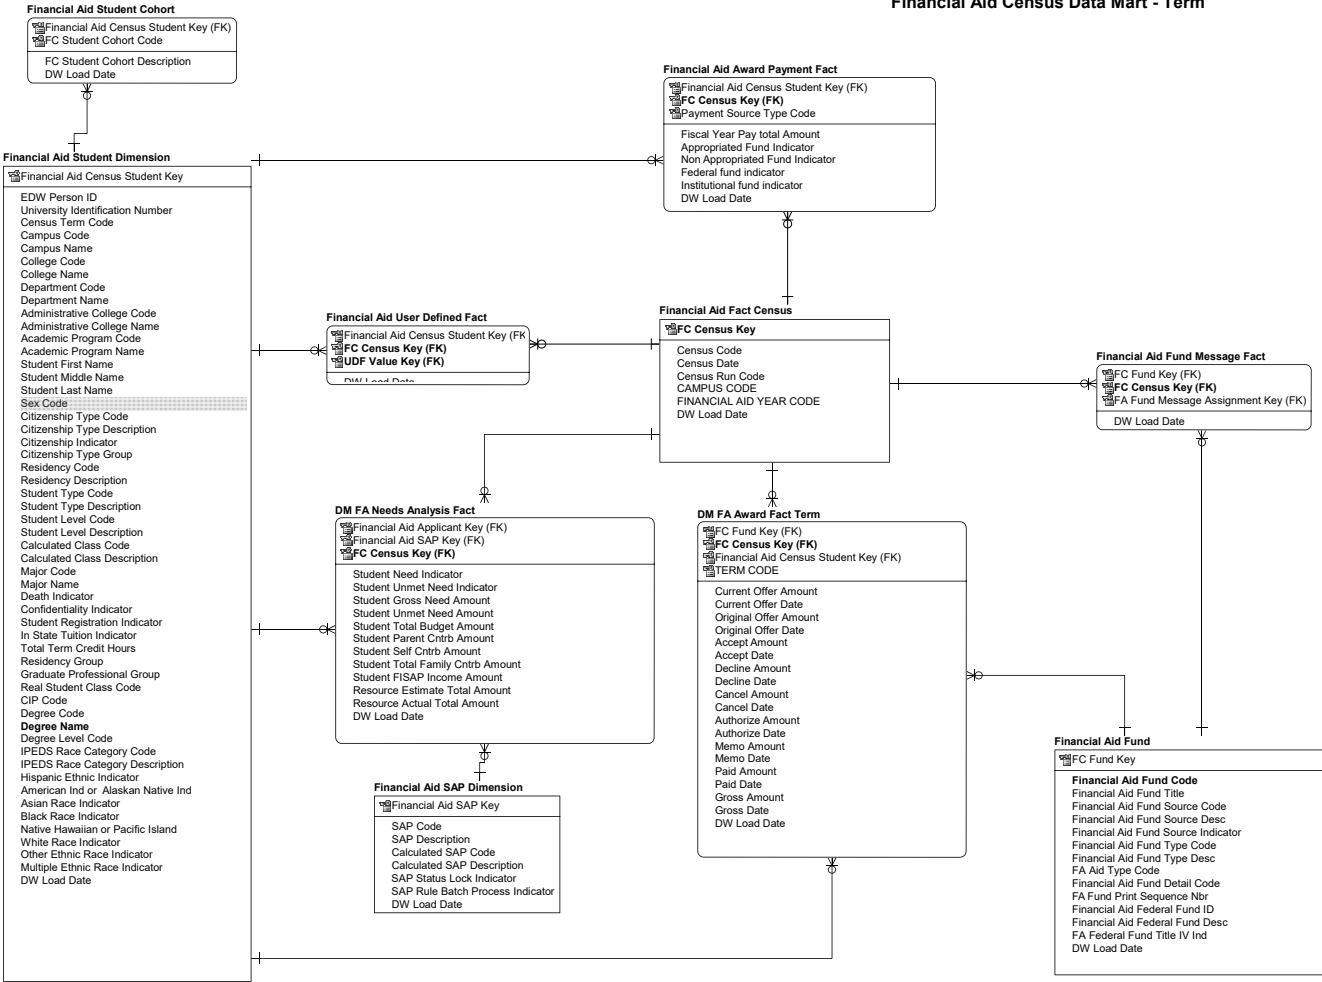 Financial Aid Census Data Mart - Term
Financial Aid Student Cohort
Financial Aid Census Student Key (FK)
FC Student Cohort Code
FC Student Cohort Description
DW Load Date
Financial Aid Student Dimension
Financial Aid Census Student Key
EDW Person ID
University Identification Number
Census Term Code
Campus Code
Campus Name
College Code
College Name
Department Code
Department Name
Administrative College Code
Administrative College Name
Academic Program Code
Academic Program Name
Student First Name
Student Middle Name
Student Last Name
Sex Code
Citizenship Type Code
Citizenship Type Description
Citizenship Indicator
Citizenship Type Group
Residency Code
Residency Description
Student Type Code
Student Type Description
Student Level Code
Student Level Description
Calculated Class Code
Calculated Class Description
Major Code
Major Name
Death Indicator
Confidentiality Indicator
Student Registration Indicator
In State Tuition Indicator
Total Term Credit Hours
Residency Group
Graduate Professional Group
Real Student Class Code
CIP Code
Degree Code
Degree Name
Degree Level Code
IPEDS Race Category Code
IPEDS Race Category Description
Hispanic Ethnic Indicator
American Ind or Alaskan Native Ind
Asian Race Indicator
Black Race Indicator
Native Hawaiian or Pacific Island
White Race Indicator
Other Ethnic Race Indicator
Multiple Ethnic Race Indicator
DW Load Date
Financial Aid Award Payment Fact
Financial Aid Census Student Key (FK)
FC Census Key (FK)
Payment Source Type Code
Fiscal Year Pay total Amount
Appropriated Fund Indicator
Non Appropriated Fund Indicator
Federal fund indicator
Institutional fund indicator
DW Load Date
Financial Aid User Defined Fact
Financial Aid Census Student Key (FK
FC Census Key (FK)
UDF Value Key (FK)
DW Load Date
Financial Aid Fact Census
FC Census Key
Census Code
Census Date
Census Run Code
CAMPUS CODE
FINANCIAL AID YEAR CODE
DW Load Date
Financial Aid Fund Message Fact
FC Fund Key (FK)
FC Census Key (FK)
FA Fund Message Assignment Key (FK)
DW Load Date
DM FA Needs Analysis Fact
Financial Aid Applicant Key (FK)
Financial Aid SAP Key (FK)
FC Census Key (FK)
Student Need Indicator
Student Unmet Need Indicator
Student Gross Need Amount
Student Unmet Need Amount
Student Total Budget Amount
Student Parent Cntrb Amount
Student Self Cntrb Amount
Student Total Family Cntrb Amount
Student FISAP Income Amount
Resource Estimate Total Amount
Resource Actual Total Amount
DW Load Date
Financial Aid SAP Dimension
Financial Aid SAP Key
SAP Code
SAP Description
Calculated SAP Code
Calculated SAP Description
SAP Status Lock Indicator
SAP Rule Batch Process Indicator
DW Load Date
DM FA Award Fact Term
FC Fund Key (FK)
FC Census Key (FK)
Financial Aid Census Student Key (FK)
TERM CODE
Current Offer Amount
Current Offer Date
Original Offer Amount
Original Offer Date
Accept Amount
Accept Date
Decline Amount
Decline Date
Cancel Amount
Cancel Date
Authorize Amount
Authorize Date
Memo Amount
Memo Date
Paid Amount
Paid Date
Gross Amount
Gross Date
DW Load Date
Financial Aid Fund
FC Fund Key
Financial Aid Fund Code
Financial Aid Fund Title
Financial Aid Fund Source Code
Financial Aid Fund Source Desc
Financial Aid Fund Source Indicator
Financial Aid Fund Type Code
Financial Aid Fund Type Desc
FA Aid Type Code
Financial Aid Fund Detail Code
FA Fund Print Sequence Nbr
Financial Aid Federal Fund ID
Financial Aid Federal Fund Desc
FA Federal Fund Title IV Ind
DW Load Date